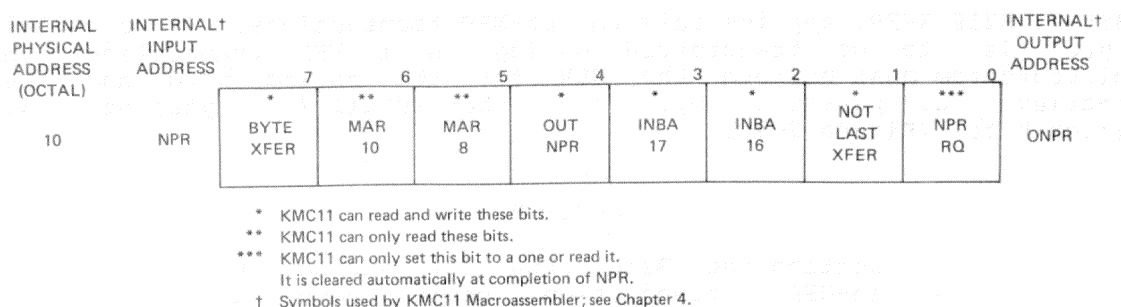 INTERNAL PHYSICAL ADDRESS (OCTAL)
INTERNAL† INPUT ADDRESS
INTERNAL† OUTPUT ADDRESS
7 6 5 4 3 2 1 0
10
NPR
* BYTE XFER
** MAR 10
** MAR 8
* OUT NPR
* INBA 17
* INBA 16
* NOT LAST XFER
*** NPR RQ
ONPR
* KMC11 can read and write these bits.
** KMC11 can only read these bits.
*** KMC11 can only set this bit to a one or read it.
It is cleared automatically at completion of NPR.
† Symbols used by KMC11 Macroassembler; see Chapter 4.